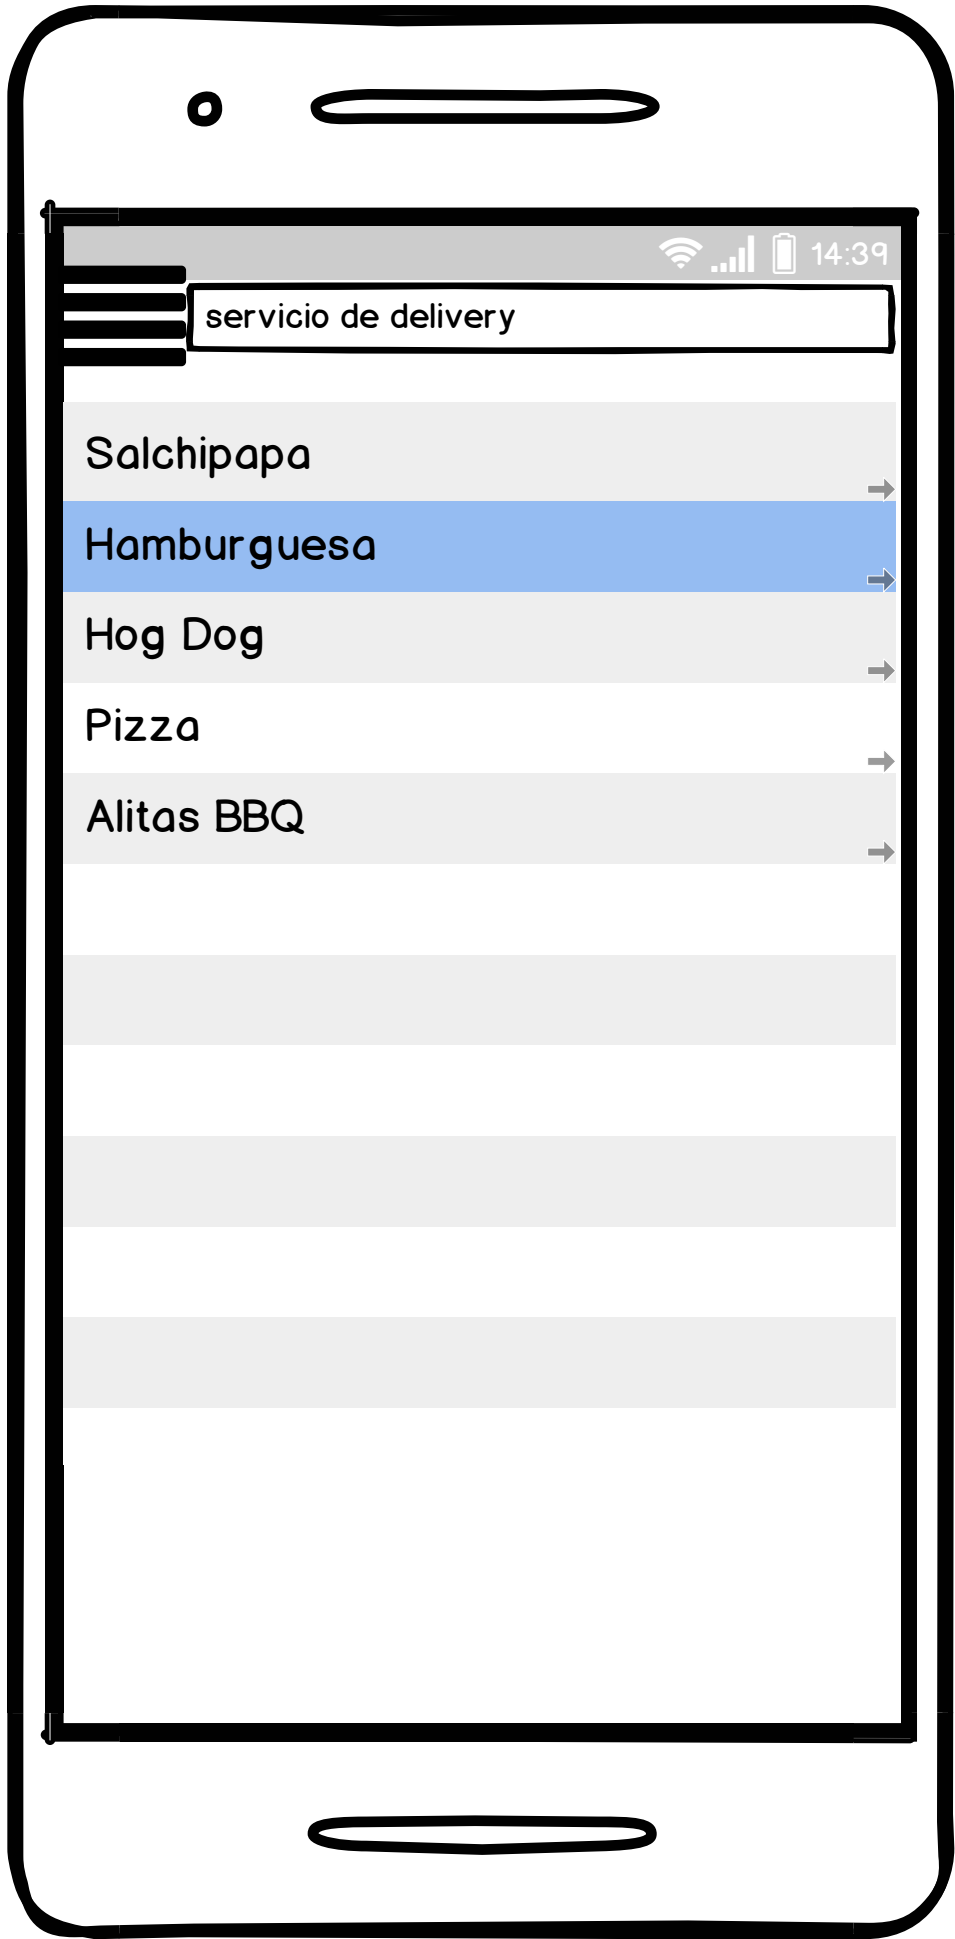 14:39
servicio de delivery
Salchipapa
Hamburguesa
Hog Dog
Pizza
Alitas BBQ